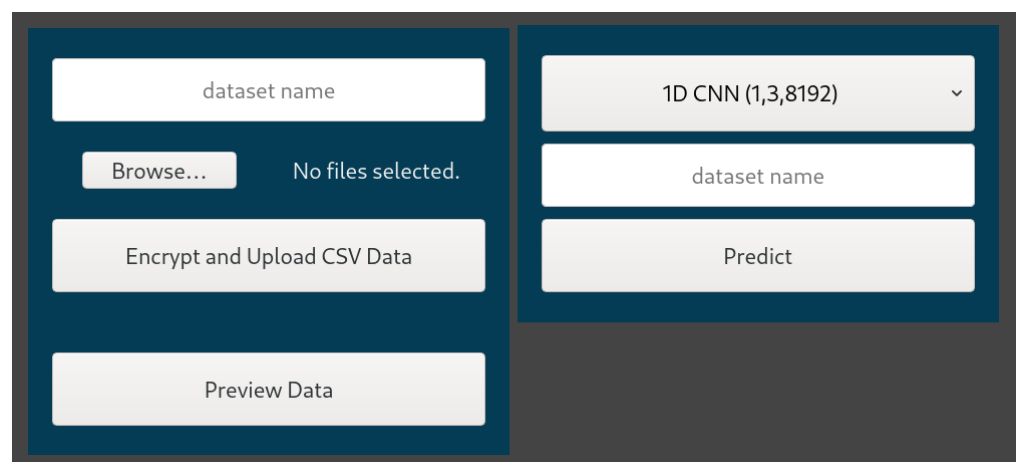 dataset name
Browse... No files selected.
Encrypt and Upload CSV Data
Preview Data
1D CNN (1,3,8192)
dataset name
Predict